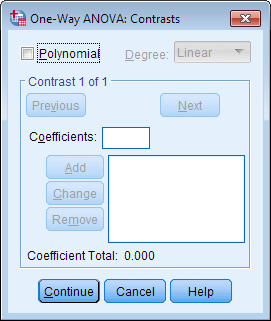 One-Way ANOVA: Contrasts
Polynomial Degree: Linear
Contrast 1 of 1
Previous Next
Coefficients:
Add
Change
Remove
Coefficient Total: 0.000
Continue Cancel Help